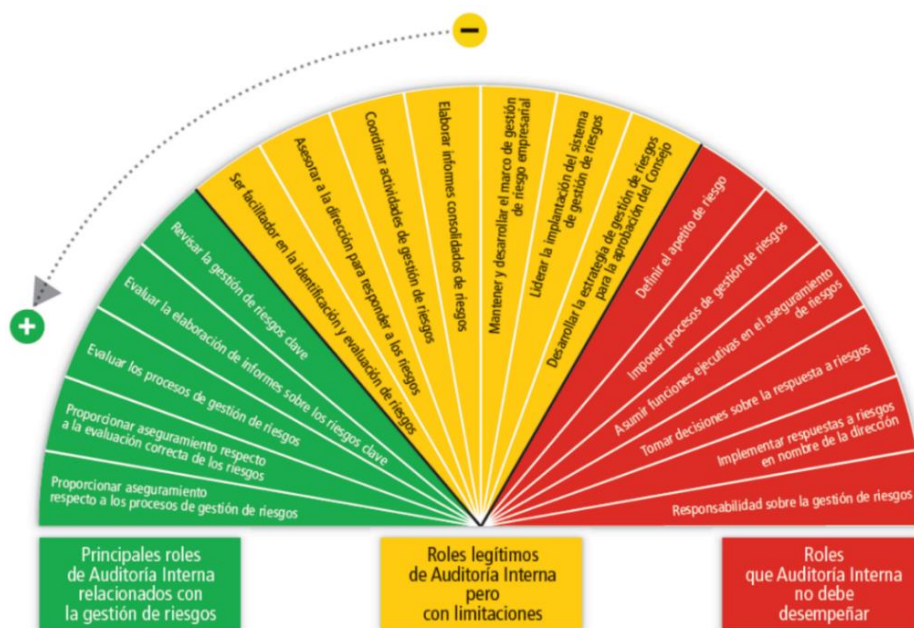 −
+
Proporcionar aseguramiento
respecto a los procesos de gestión de riesgos
Proporcionar aseguramiento respecto
a la evaluación correcta de los riesgos
Evaluar los procesos de gestión de riesgos
Evaluar la elaboración de informes sobre los riesgos clave
Revisar la gestión de riesgos clave
Ser facilitador en la identificación y evaluación de riesgos
Asesorar a la dirección para responder a los riesgos
Coordinar actividades de gestión de riesgos
Elaborar informes consolidados de riesgos
Mantener y desarrollar el marco de gestión
de riesgo empresarial
Liderar la implantación del sistema
de gestión de riesgos
Desarrollar la estrategia de gestión de riesgos
para la aprobación del Consejo
Definir el apetito de riesgo
Imponer procesos de gestión de riesgos
Asumir funciones ejecutivas en el aseguramiento
de riesgos
Tomar decisiones sobre la respuesta a riesgos
Implementar respuestas a riesgos
en nombre de la dirección
Responsabilidad sobre la gestión de riesgos
Principales roles
de Auditoría Interna
relacionados con
la gestión de riesgos
Roles legítimos
de Auditoría Interna
pero
con limitaciones
Roles
que Auditoría Interna
no debe
desempeñar